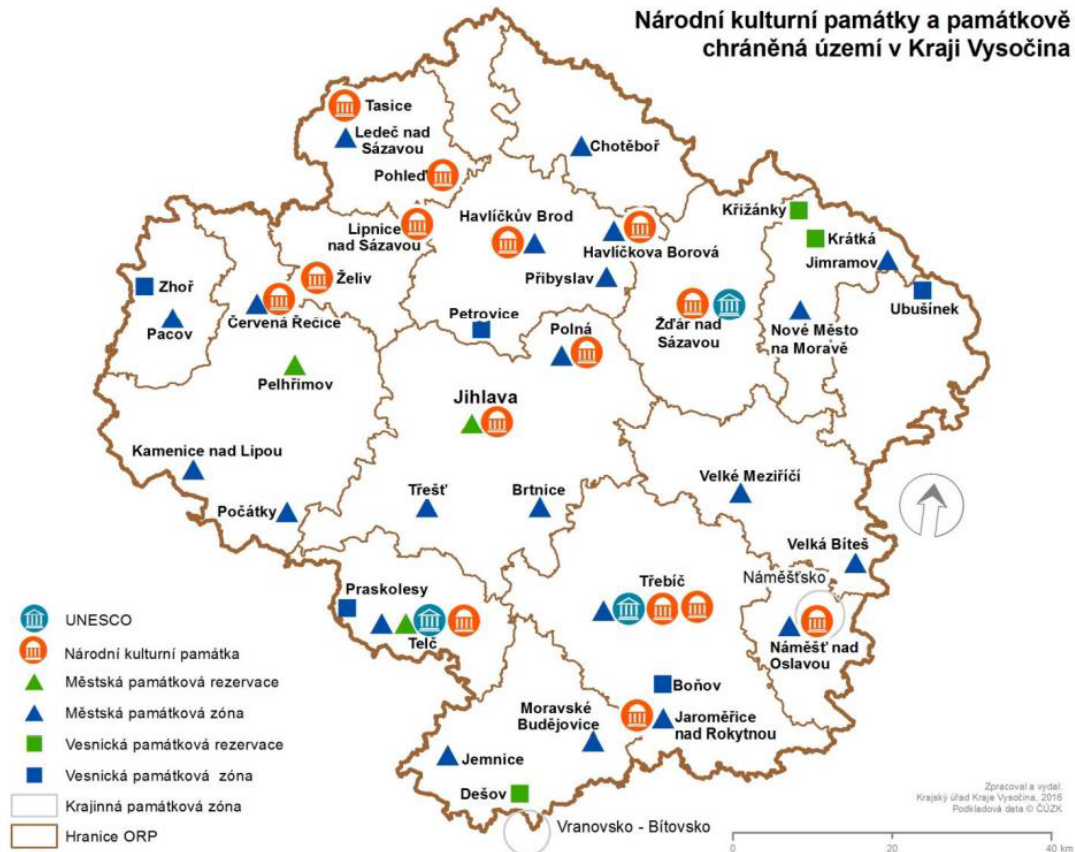 Národní kulturní památky a památkově
chráněná území v Kraji Vysočina
Tasice
Ledeč nad
Sázavou
Chotěboř
Pohleď
Křižánky
Lipnice
nad Sázavou
Havlíčkův Brod
Havlíčkova Borová
Krátká
Jimramov
Želiv
Přibyslav
Zhoř
Ubušínek
Pacov
Červená Řečice
Petrovice
Polná
Žďár nad
Sázavou
Nové Město
na Moravě
Pelhřimov
Jihlava
Kamenice nad Lipou
Velké Meziříčí
Počátky
Třešť
Brtnice
Velká Bíteš
Náměšťsko
Praskolesy
Třebíč
Telč
Náměšť nad
Oslavou
Boňov
Moravské
Budějovice
Jaroměřice
nad Rokytnou
Jemnice
Dešov
Vranovsko - Bítovsko
UNESCO
Národní kulturní památka
Městská památková rezervace
Městská památková zóna
Vesnická památková rezervace
Vesnická památková zóna
Krajinná památková zóna
Hranice ORP
Zpracoval a vydal:
Krajský úřad Kraje Vysočina, 2016
Podkladová data © ČÚZK
0 20 40 km